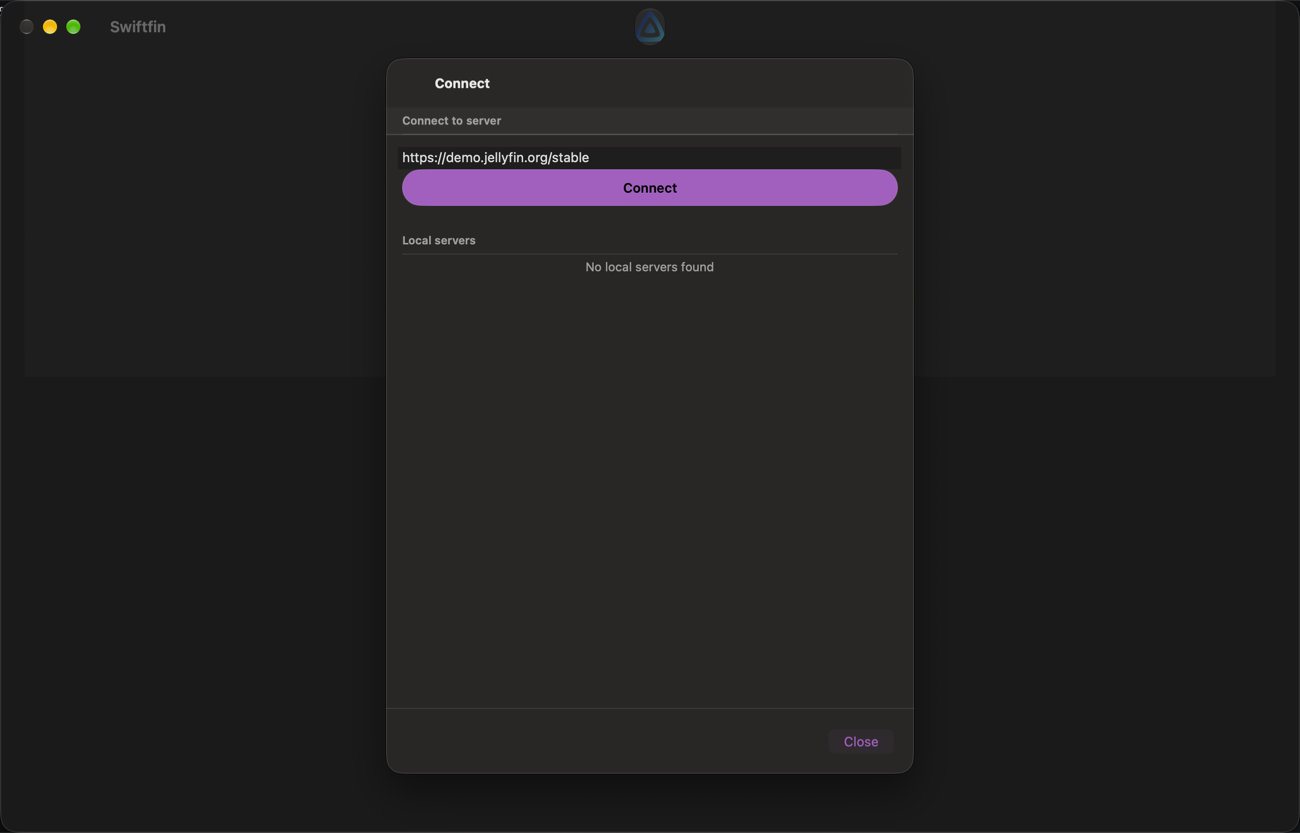 Swiftfin
Connect
Connect to server
https://demo.jellyfin.org/stable
Connect
Local servers
No local servers found
Close